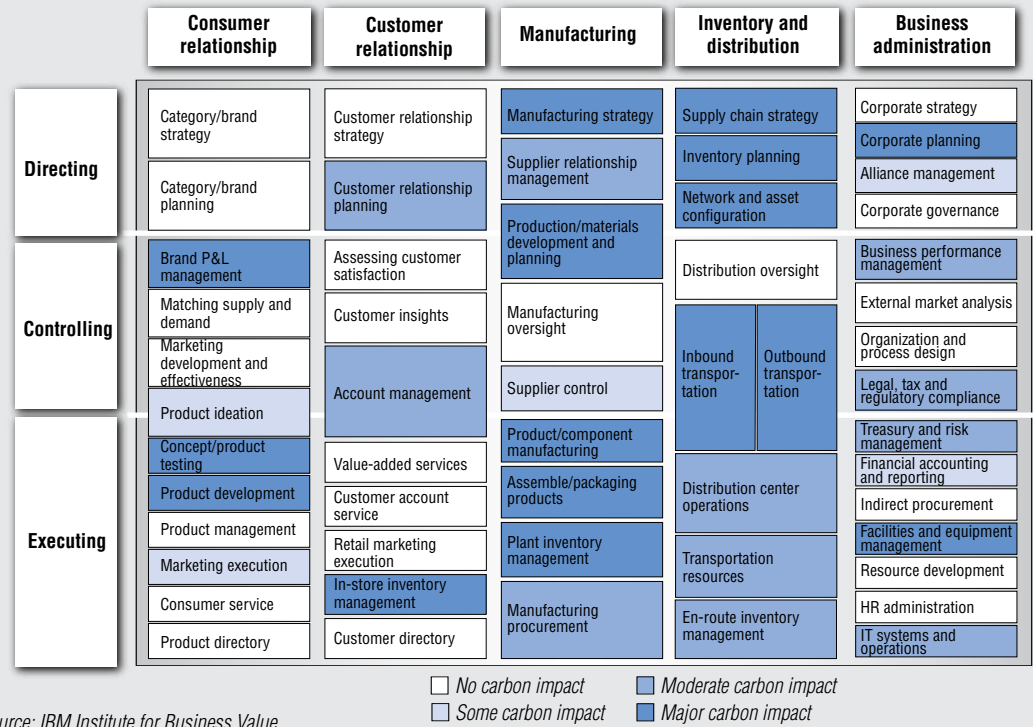 Consumer
relationship
Customer
relationship
Manufacturing
Inventory and
distribution
Business
administration
Directing
Category/brand
strategy
Category/brand
planning
Customer relationship
strategy
Customer relationship
planning
Manufacturing strategy
Supplier relationship
management
Production/materials
development and
planning
Supply chain strategy
Inventory planning
Network and asset
configuration
Corporate strategy
Corporate planning
Alliance management
Corporate governance
Controlling
Brand P&L
management
Matching supply and
demand
Marketing
development and
effectiveness
Product ideation
Assessing customer
satisfaction
Customer insights
Account management
Manufacturing
oversight
Supplier control
Distribution oversight
Inbound
transpor-
tation
Outbound
transpor-
tation
Business performance
management
External market analysis
Organization and
process design
Legal, tax and
regulatory compliance
Executing
Concept/product
testing
Product development
Product management
Marketing execution
Consumer service
Product directory
Value-added services
Customer account
service
Retail marketing
execution
In-store inventory
management
Customer directory
Product/component
manufacturing
Assemble/packaging
products
Plant inventory
management
Manufacturing
procurement
Distribution center
operations
Transportation
resources
En-route inventory
management
Treasury and risk
management
Financial accounting
and reporting
Indirect procurement
Facilities and equipment
management
Resource development
HR administration
IT systems and
operations
No carbon impact
Moderate carbon impact
Some carbon impact
Major carbon impact
urce: IBM Institute for Business Value